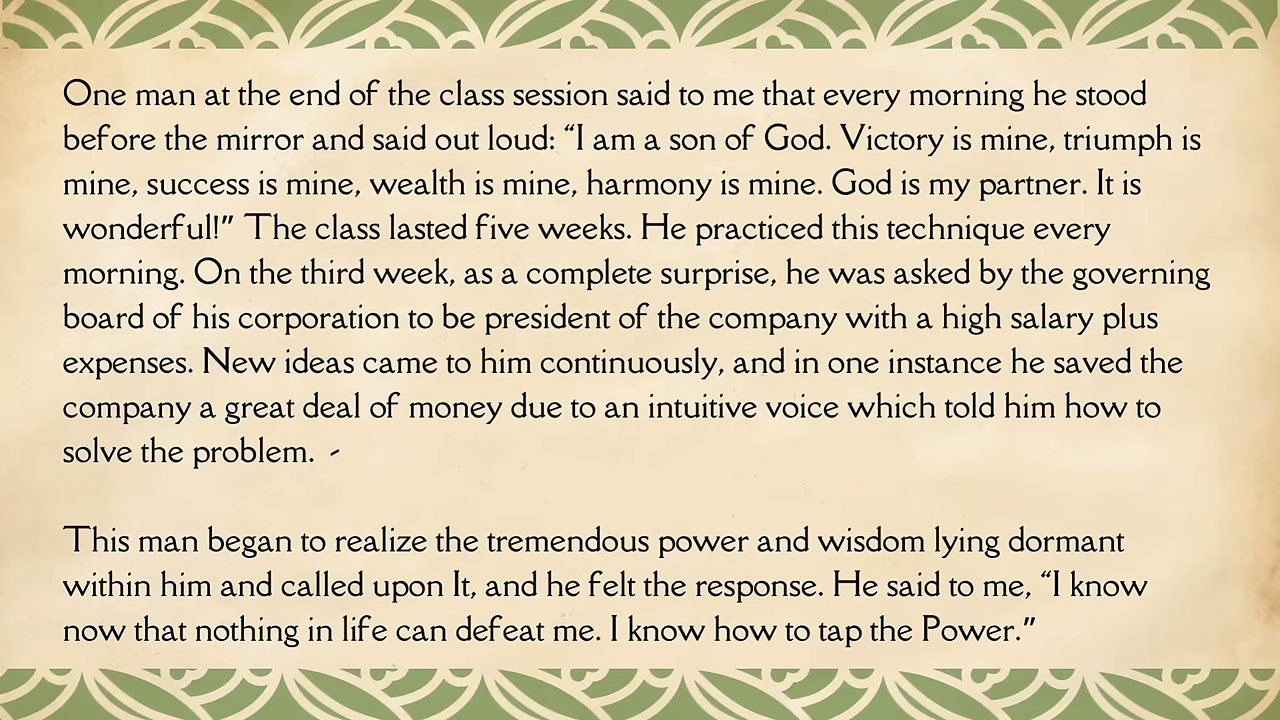 One man at the end of the class session said to me that every morning he stood
before the mirror and said out loud: “I am a son of God. Victory is mine, triumph is
mine, success is mine, wealth is mine, harmony is mine. God is my partner. It is
wonderful!" The class lasted five weeks. He practiced this technique every
morning. On the third week, as a complete surprise, he was asked by the governing
board of his corporation to be president of the company with a high salary plus
expenses. New ideas came to him continuously, and in one instance he saved the
company a great deal of money due to an intuitive voice which told him how to
solve the problem. -
This man began to realize the tremendous power and wisdom lying dormant
within him and called upon It, and he felt the response. He said to me, “I know
now that nothing in life can defeat me. I know how to tap the Power."